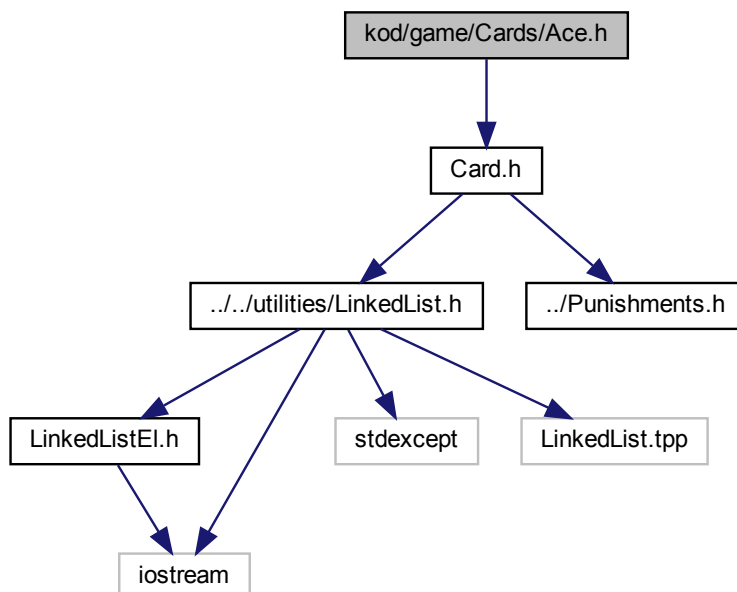 kod/game/Cards/Ace.h
Card.h
../../utilities/LinkedList.h
../Punishments.h
LinkedListEl.h
stdexcept
LinkedList.tpp
iostream